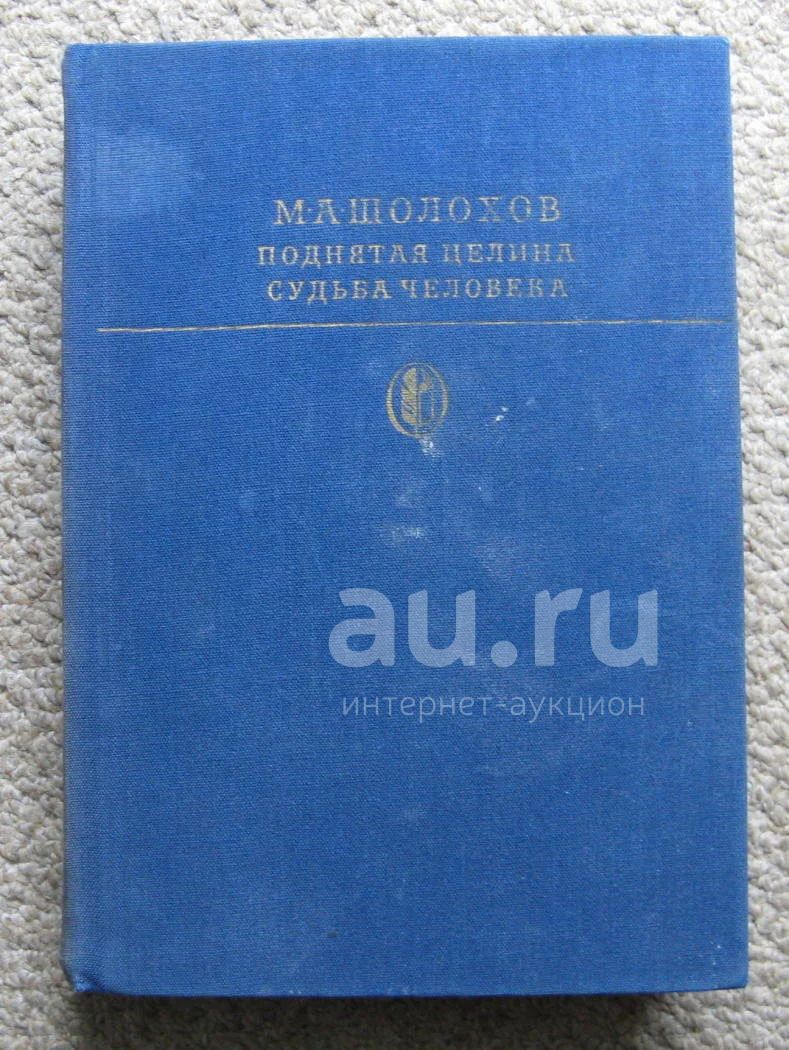 М·А·ШОЛОХОВ
ПОДНЯТАЯ ЦЕЛИНА
СУДЬБА ЧЕЛОВЕКА
au.ru
интернет-аукцион